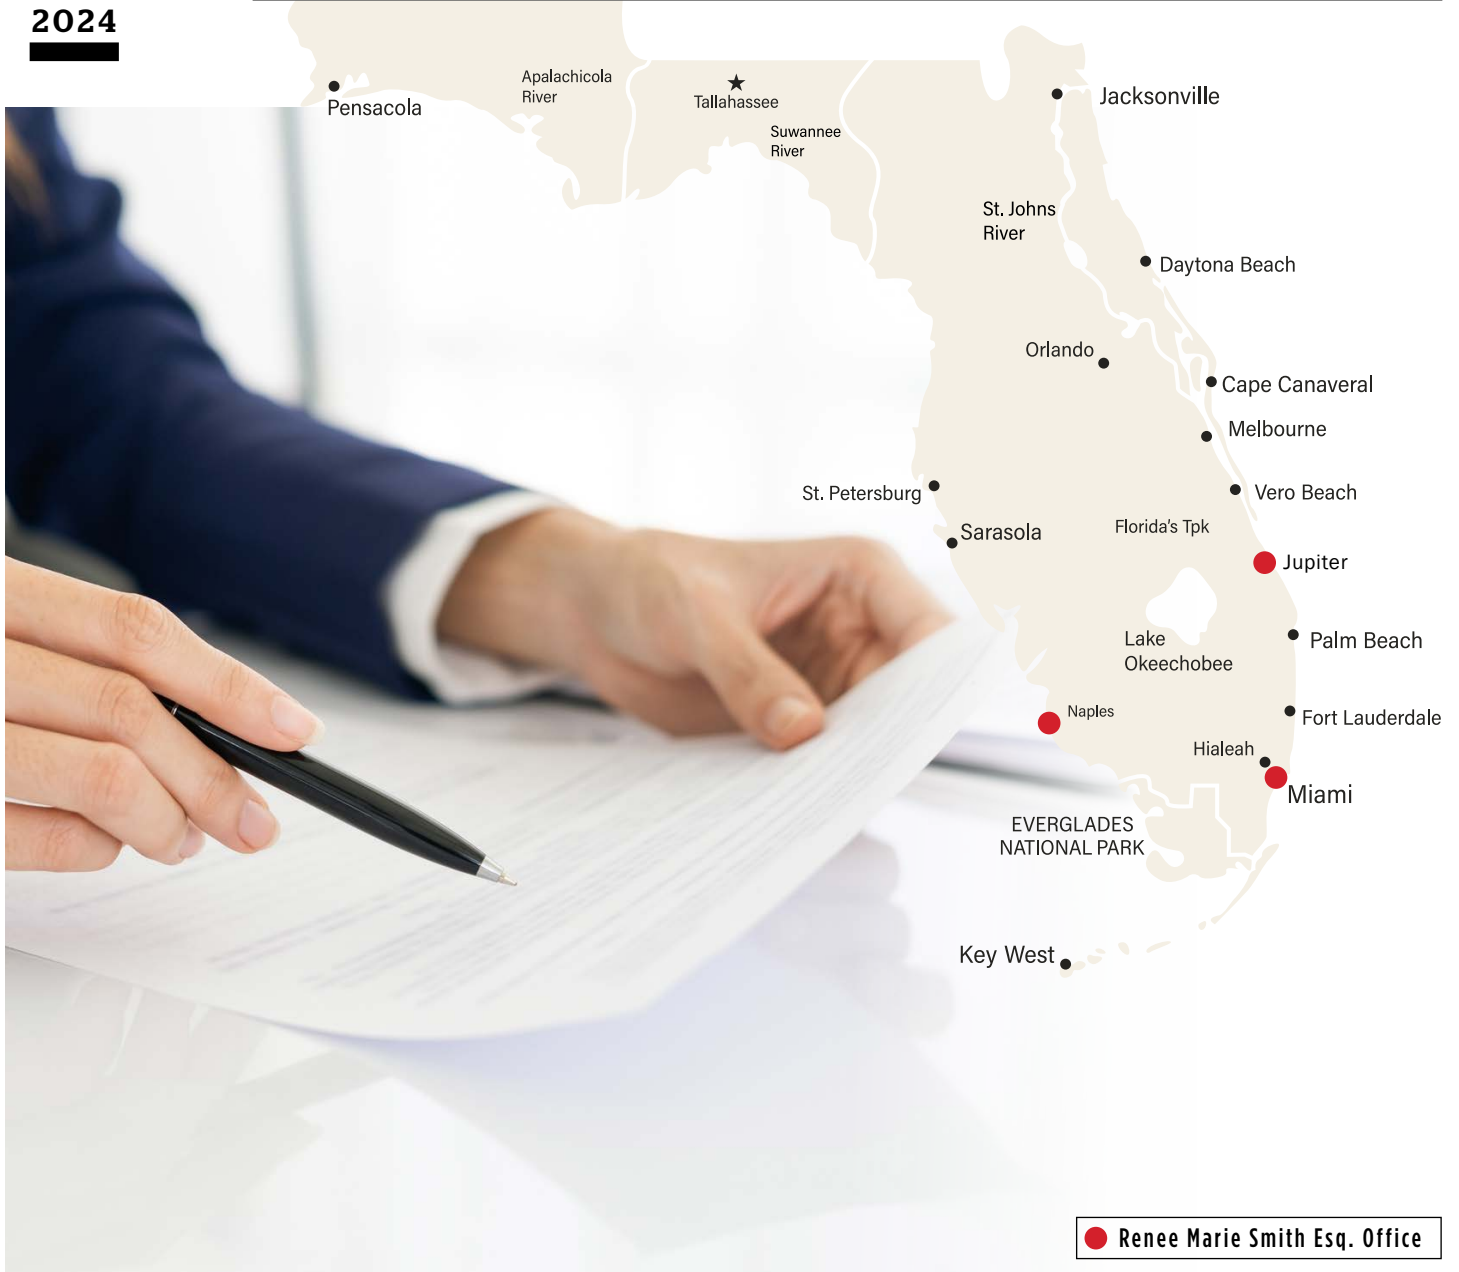 2024
Pensacola
Apalachicola
River
Tallahassee
Suwannee
River
Jacksonville
St. Johns
River
Daytona Beach
Orlando
Cape Canaveral
Melbourne
St. Petersburg
Vero Beach
Sarasola
Florida's Tpk
Jupiter
Lake
Okeechobee
Palm Beach
Naples
Fort Lauderdale
Hialeah
Miami
EVERGLADES
NATIONAL PARK
Key West
Renee Marie Smith Esq. Office